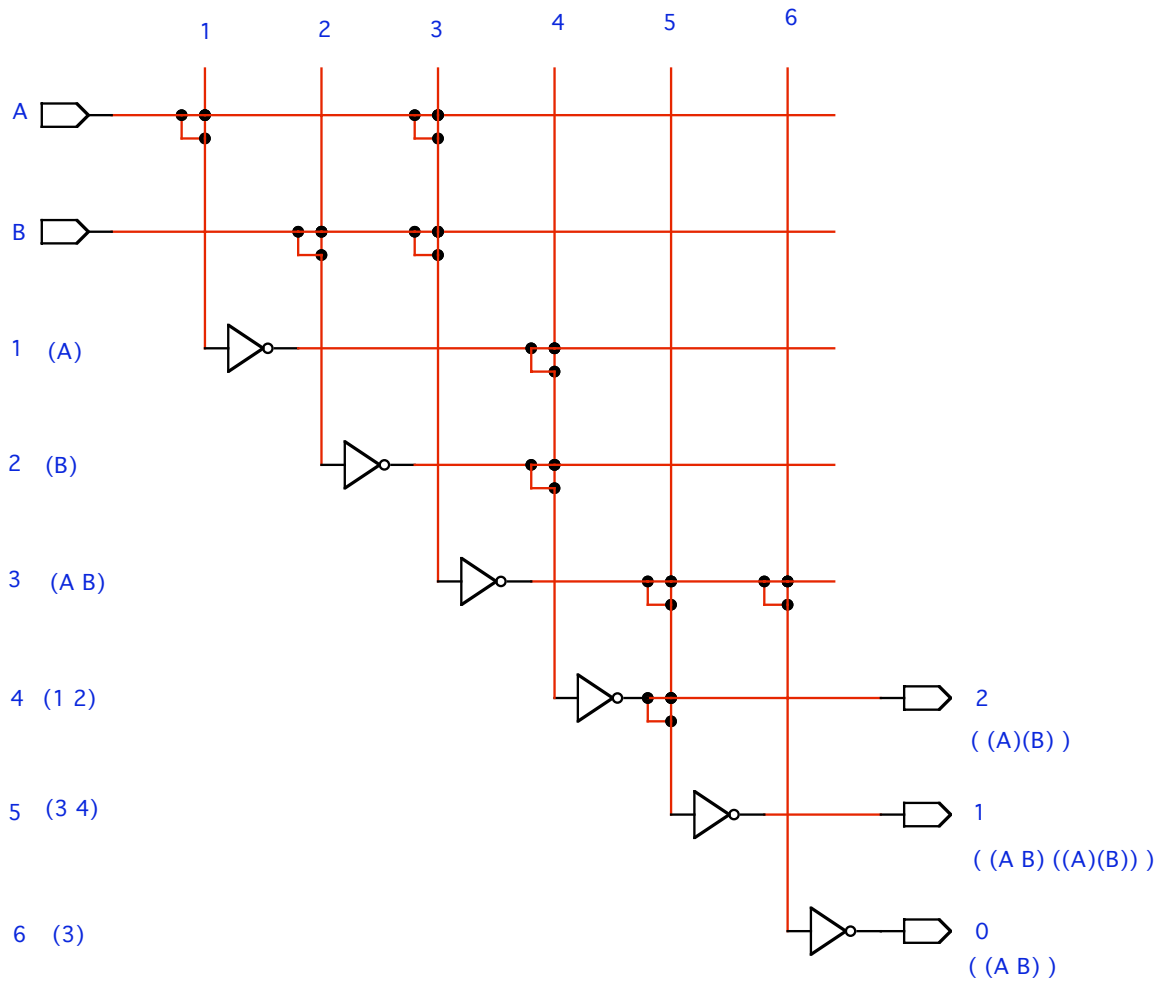 1 2 3 4 5 6
A
B
1 (A)
2 (B)
3 (A B)
4 (1 2) 2
( (A)(B) )
5 (3 4) 1
( (A B) ((A)(B)) )
6 (3) 0
( (A B) )